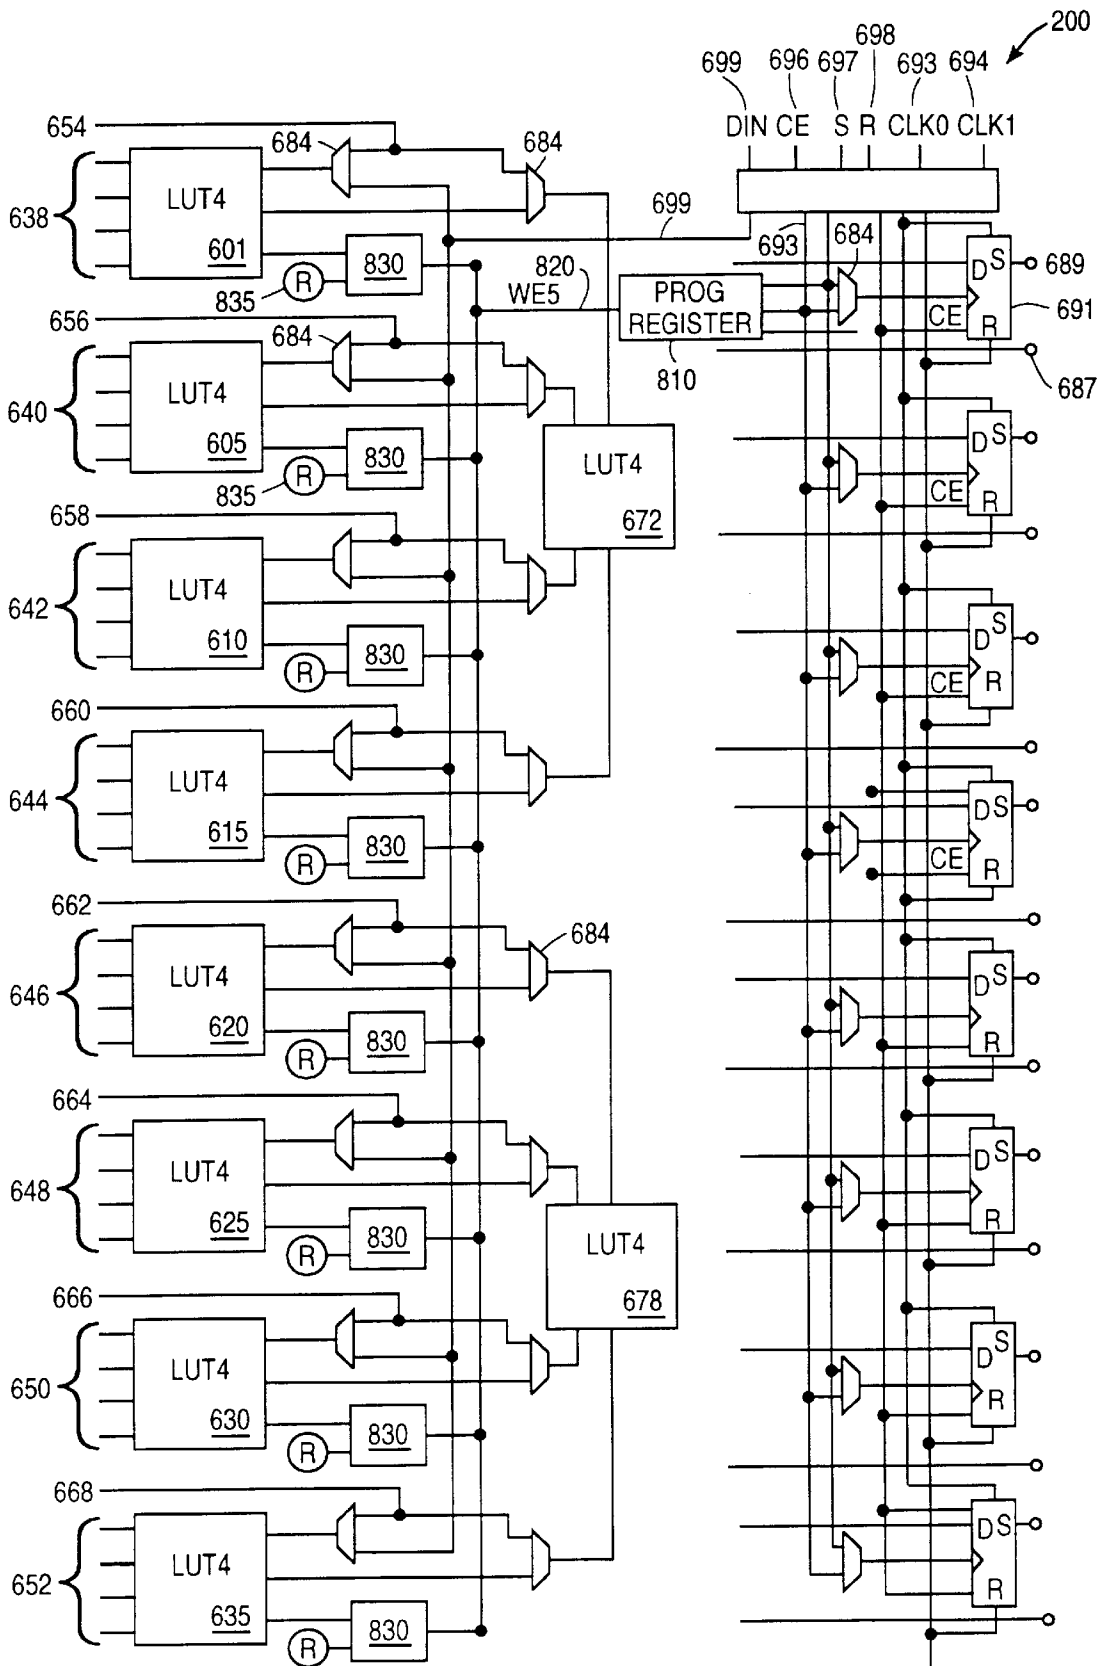 200
698
699 696 697 693 694
DIN CE S R CLK0 CLK1
654
684
684
638
LUT4
601
830
R
835
699
693
684
820
WE5
PROG
REGISTER
810
D S
CE
R
689
691
687
656
684
640
LUT4
605
830
R
835
LUT4
672
D S
CE
R
658
642
LUT4
610
830
R
D S
CE
R
660
644
LUT4
615
830
R
D S
CE
R
662
684
646
LUT4
620
830
R
D S
R
664
648
LUT4
625
830
R
LUT4
678
D S
R
666
650
LUT4
630
830
R
D S
R
668
652
LUT4
635
830
R
D S
R